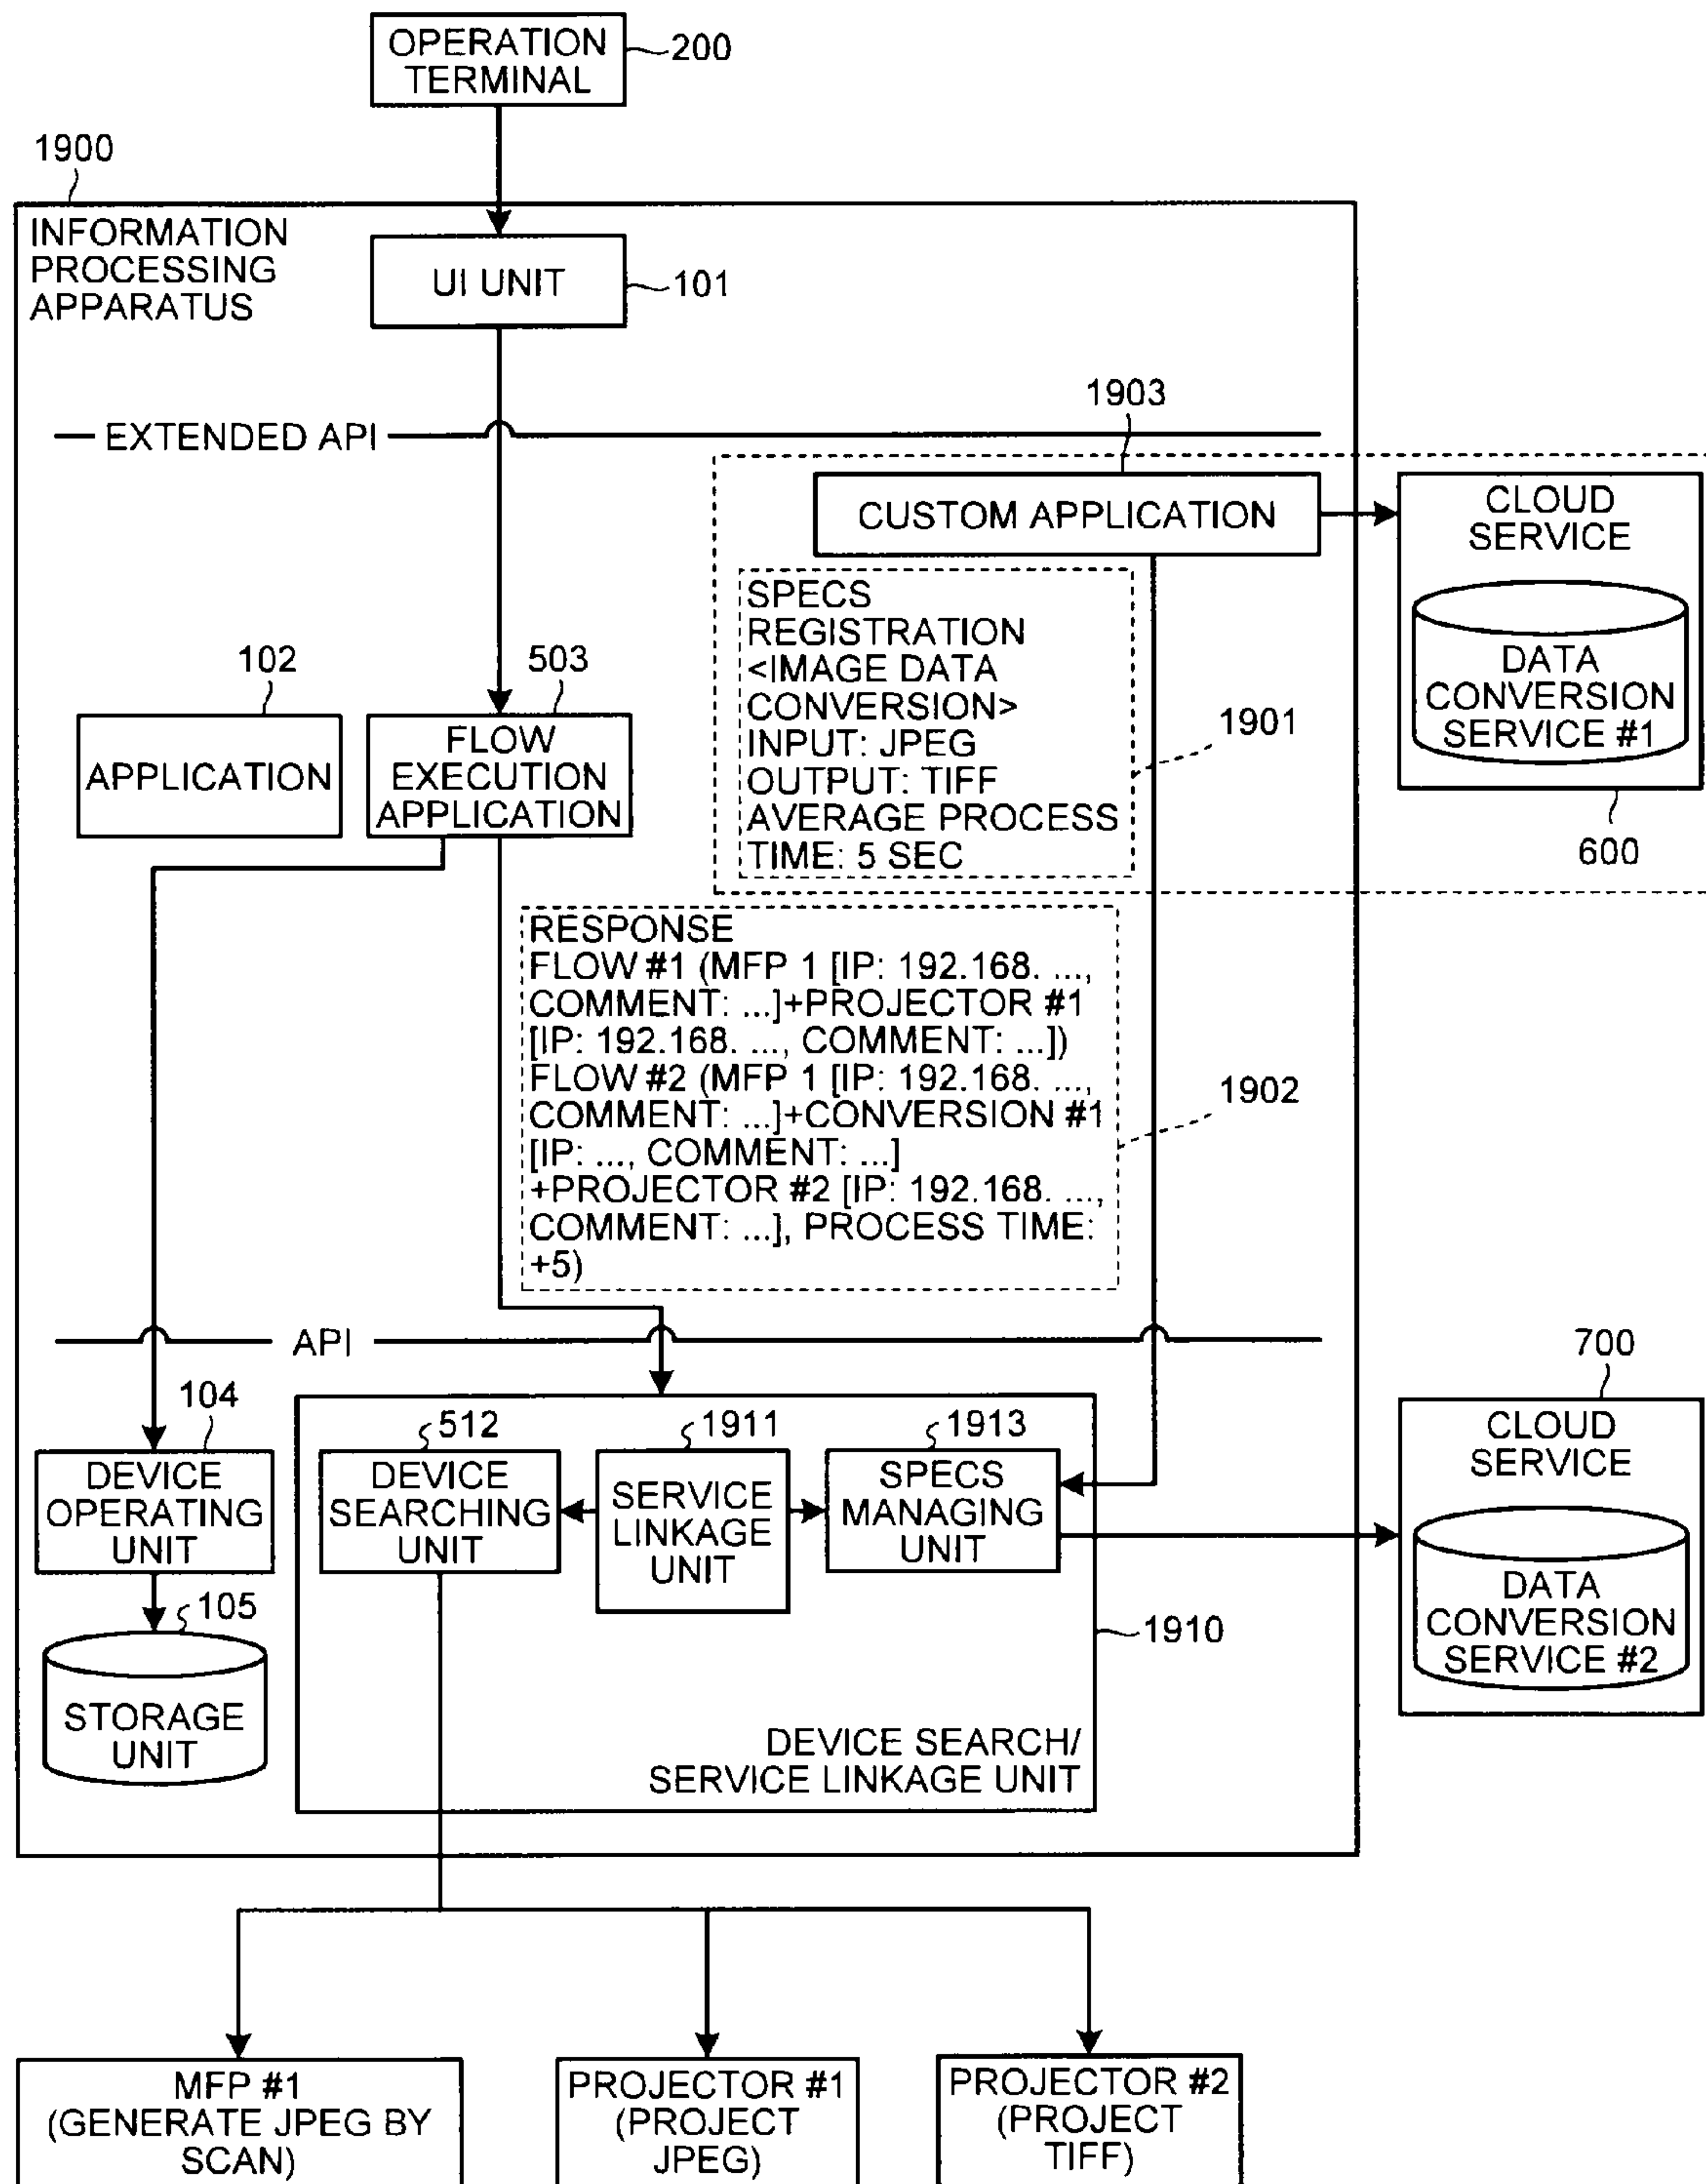 OPERATION
TERMINAL
200
1900
INFORMATION
PROCESSING
APPARATUS
UI UNIT
101
1903
EXTENDED API
CUSTOM APPLICATION
CLOUD
SERVICE
DATA
CONVERSION
SERVICE #1
600
SPECS
REGISTRATION
<IMAGE DATA
CONVERSION>
INPUT: JPEG
OUTPUT: TIFF
AVERAGE PROCESS
TIME: 5 SEC
1901
102
APPLICATION
503
FLOW
EXECUTION
APPLICATION
RESPONSE
FLOW #1 (MFP 1 [IP: 192.168. ...,
COMMENT: ...]+PROJECTOR #1
[IP: 192.168. ..., COMMENT: ...])
FLOW #2 (MFP 1 [IP: 192.168. ...,
COMMENT: ...]+CONVERSION #1
[IP: ..., COMMENT: ...]
+PROJECTOR #2 [IP: 192.168. ...,
COMMENT: ...], PROCESS TIME:
+5)
1902
API
700
CLOUD
SERVICE
DATA
CONVERSION
SERVICE #2
104
DEVICE
OPERATING
UNIT
105
STORAGE
UNIT
512
DEVICE
SEARCHING
UNIT
1911
SERVICE
LINKAGE
UNIT
1913
SPECS
MANAGING
UNIT
1910
DEVICE SEARCH/
SERVICE LINKAGE UNIT
MFP #1
(GENERATE JPEG BY
SCAN)
PROJECTOR #1
(PROJECT
JPEG)
PROJECTOR #2
(PROJECT
TIFF)